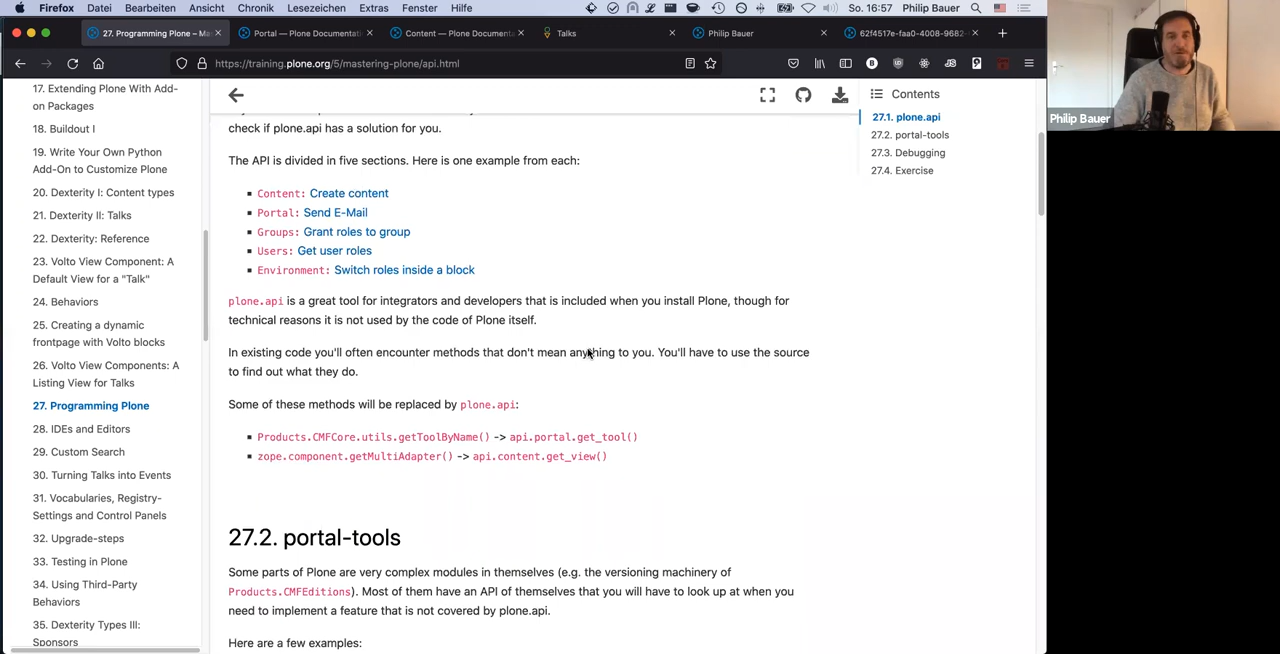 Firefox Datei Bearbeiten Ansicht Chronik Lesezeichen Extras Fenster Hilfe So. 16:57 Philip Bauer
27. Programming Plone – Ma
Portal — Plone Documentati
Content — Plone Documenta
Talks
Philip Bauer
62f4517e-faa0-4008-9682-
https://training.plone.org/5/mastering-plone/api.html
17. Extending Plone With Add-
on Packages
18. Buildout I
19. Write Your Own Python
Add-On to Customize Plone
20. Dexterity I: Content types
21. Dexterity II: Talks
22. Dexterity: Reference
23. Volto View Component: A
Default View for a "Talk"
24. Behaviors
25. Creating a dynamic
frontpage with Volto blocks
26. Volto View Components: A
Listing View for Talks
27. Programming Plone
28. IDEs and Editors
29. Custom Search
30. Turning Talks into Events
31. Vocabularies, Registry-
Settings and Control Panels
32. Upgrade-steps
33. Testing in Plone
34. Using Third-Party
Behaviors
35. Dexterity Types III:
Sponsors
check if plone.api has a solution for you.
The API is divided in five sections. Here is one example from each:
Content: Create content
Portal: Send E-Mail
Groups: Grant roles to group
Users: Get user roles
Environment: Switch roles inside a block
plone.api is a great tool for integrators and developers that is included when you install Plone, though for
technical reasons it is not used by the code of Plone itself.
In existing code you'll often encounter methods that don't mean anything to you. You'll have to use the source
to find out what they do.
Some of these methods will be replaced by plone.api:
Products.CMFCore.utils.getToolByName() -> api.portal.get_tool()
zope.component.getMultiAdapter() -> api.content.get_view()
27.2. portal-tools
Some parts of Plone are very complex modules in themselves (e.g. the versioning machinery of
Products.CMFEditions). Most of them have an API of themselves that you will have to look up at when you
need to implement a feature that is not covered by plone.api.
Here are a few examples:
Contents
27.1. plone.api
27.2. portal-tools
27.3. Debugging
27.4. Exercise
Philip Bauer